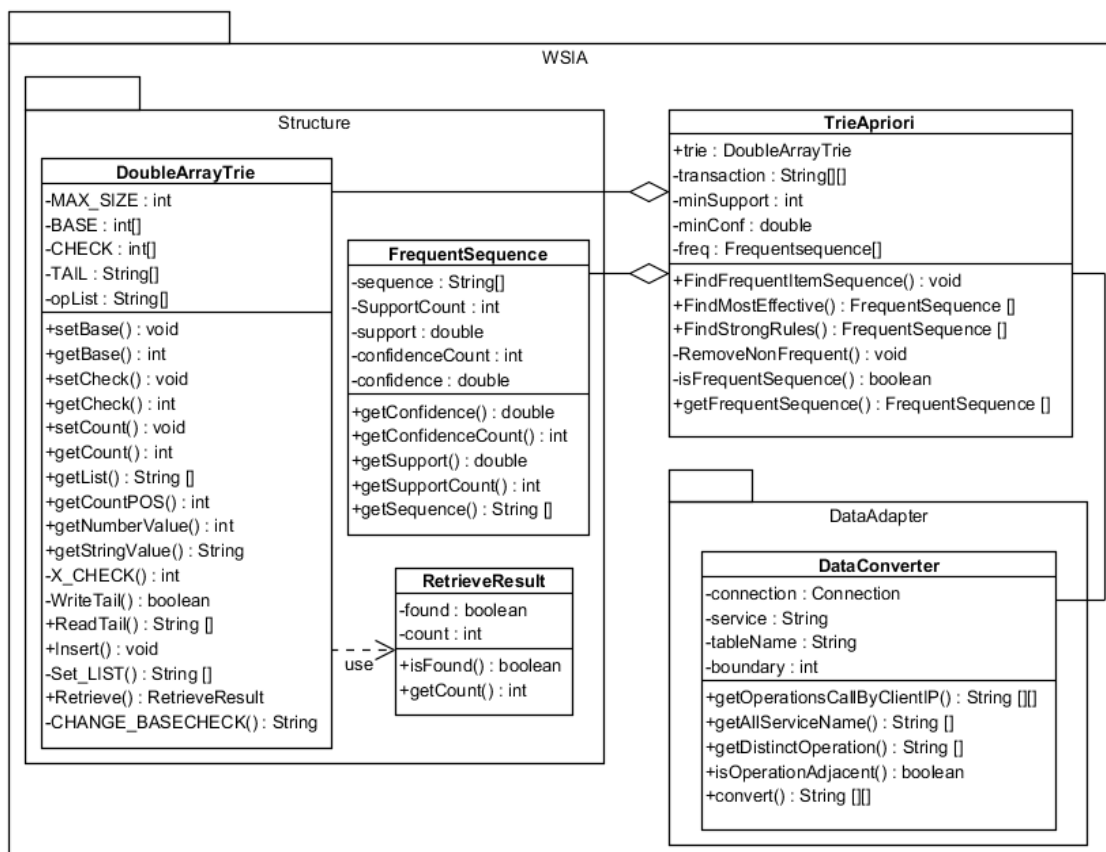 WSIA
Structure
DoubleArrayTrie
-MAX_SIZE : int
-BASE : int[]
-CHECK : int[]
-TAIL : String[]
-opList : String[]
+setBase() : void
+getBase() : int
+setCheck() : void
+getCheck() : int
+setCount() : void
+getCount() : int
+getList() : String []
+getCountPOS() : int
+getNumberValue() : int
+getStringValue() : String
-X_CHECK() : int
-WriteTail() : boolean
+ReadTail() : String []
+Insert() : void
-Set_LIST() : String []
+Retrieve() : RetrieveResult
-CHANGE_BASECHECK() : String
FrequentSequence
-sequence : String[]
-SupportCount : int
-support : double
-confidenceCount : int
-confidence : double
+getConfidence() : double
+getConfidenceCount() : int
+getSupport() : double
+getSupportCount() : int
+getSequence() : String []
use
RetrieveResult
-found : boolean
-count : int
+isFound() : boolean
+getCount() : int
TrieApriori
+trie : DoubleArrayTrie
-transaction : String[][]
-minSupport : int
-minConf : double
-freq : Frequentsequence[]
+FindFrequentItemSequence() : void
+FindMostEffective() : FrequentSequence []
+FindStrongRules() : FrequentSequence []
-RemoveNonFrequent() : void
-isFrequentSequence() : boolean
+getFrequentSequence() : FrequentSequence []
DataAdapter
DataConverter
-connection : Connection
-service : String
-tableName : String
-boundary : int
+getOperationsCallByClientIP() : String [][]
+getAllServiceName() : String []
+getDistinctOperation() : String []
+isOperationAdjacent() : boolean
+convert() : String [][]